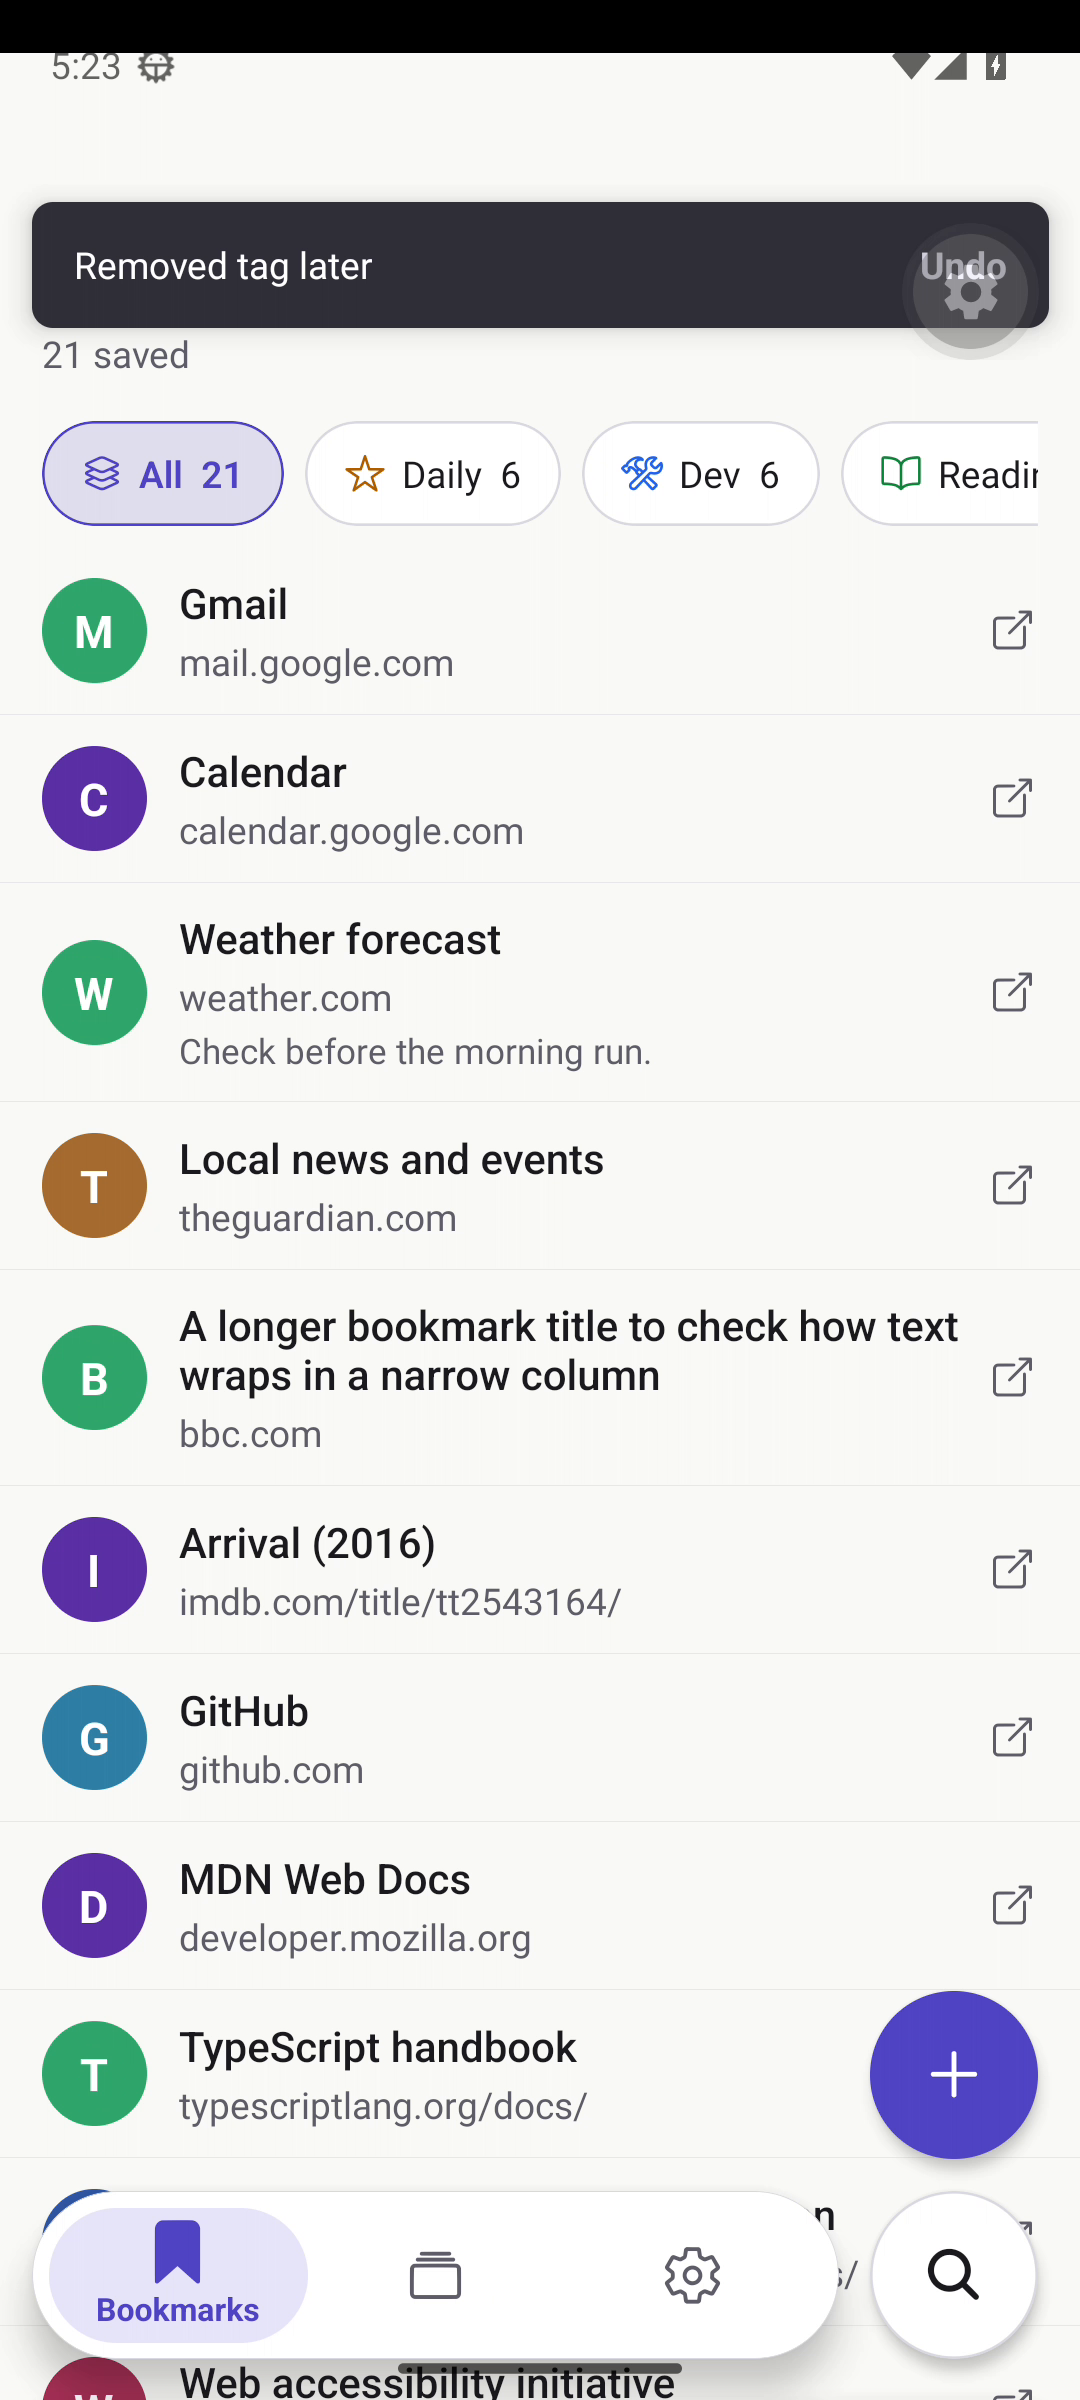 5:23
Removed tag later
Undo
21 saved
All 21
Daily 6
Dev 6
Readin
M
Gmail
mail.google.com
C
Calendar
calendar.google.com
W
Weather forecast
weather.com
Check before the morning run.
T
Local news and events
theguardian.com
B
A longer bookmark title to check how text
wraps in a narrow column
bbc.com
I
Arrival (2016)
imdb.com/title/tt2543164/
G
GitHub
github.com
D
MDN Web Docs
developer.mozilla.org
T
TypeScript handbook
typescriptlang.org/docs/
n
s/
Bookmarks
W
Web accessibility initiative